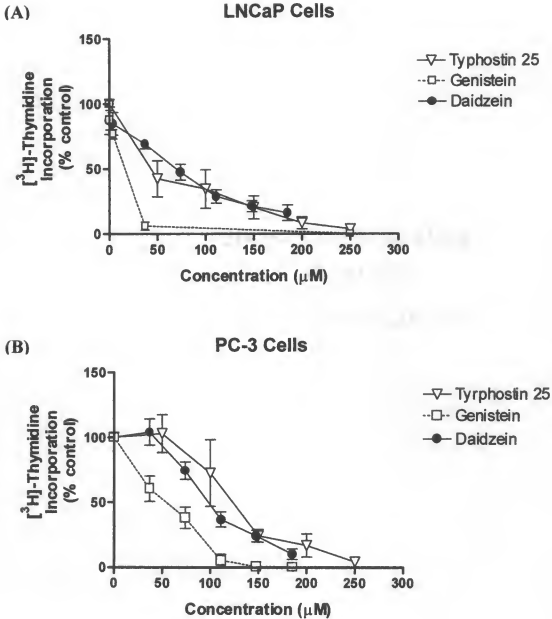 (A)
LNCaP Cells
Typhostin 25
Genistein
Daidzein
[³H]-Thymidine
Incorporation
(% control)
150
100
50
0
0
50
100
150
200
250
300
Concentration (μM)
(B)
PC-3 Cells
Tyrphostin 25
Genistein
Daidzein
[³H]-Thymidine
Incorporation
(% control)
150
100
50
0
0
50
100
150
200
250
300
Concentration (μM)